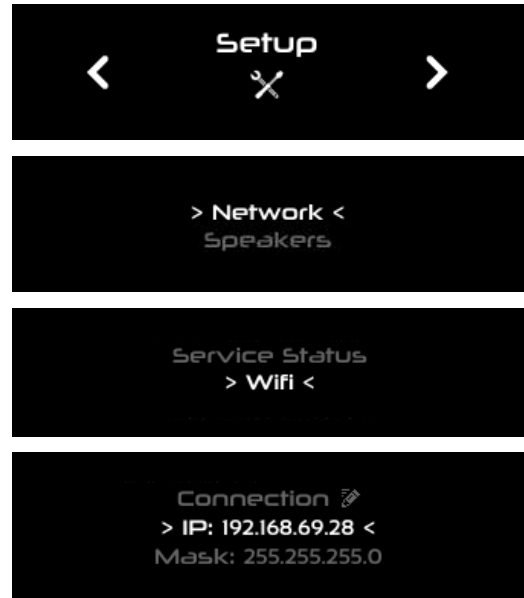 Setup
> Network <
Speakers
Service Status
> Wifi <
Connection
> IP: 192.168.69.28 <
Mask: 255.255.255.0